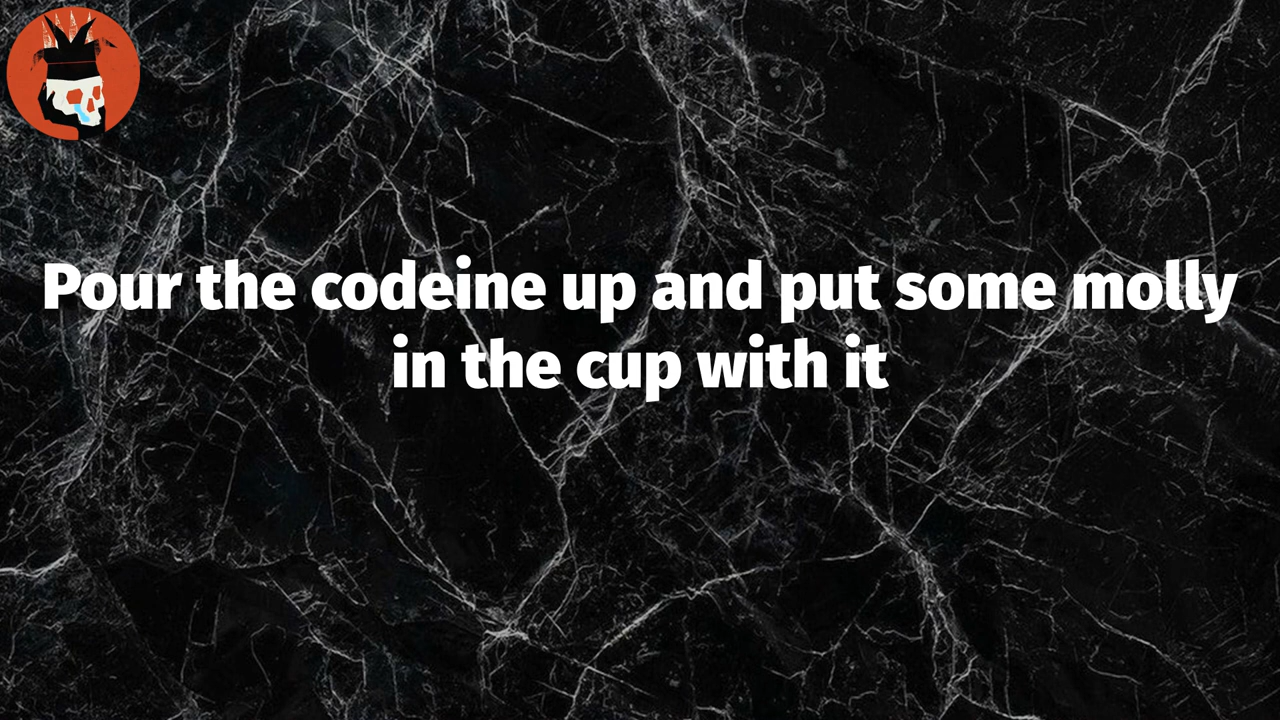 Pour the codeine up and put some molly
in the cup with it